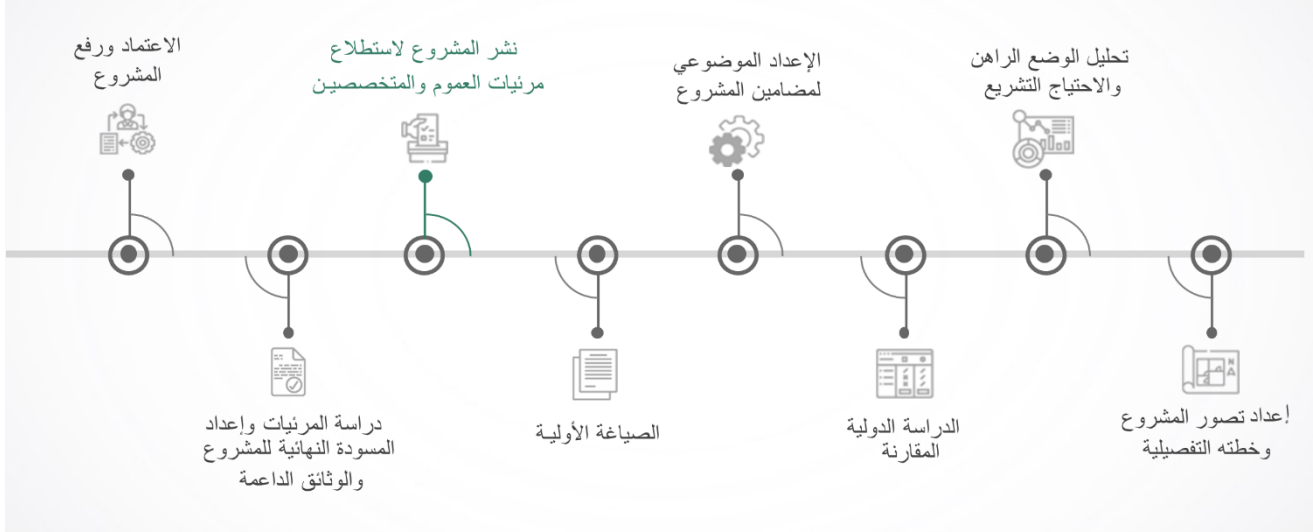 إعداد تصور المشروع
وخطته التفصيلية
تحليل الوضع الراهن
والاحتياج التشريع
الدراسة الدولية
المقارنة
الإعداد الموضوعي
لمضامين المشروع
الصياغة الأولية
نشر المشروع لاستطلاع
مرئيات العموم والمتخصصين
دراسة المرئيات وإعداد
المسودة النهائية للمشروع
والوثائق الداعمة
الاعتماد ورفع
المشروع